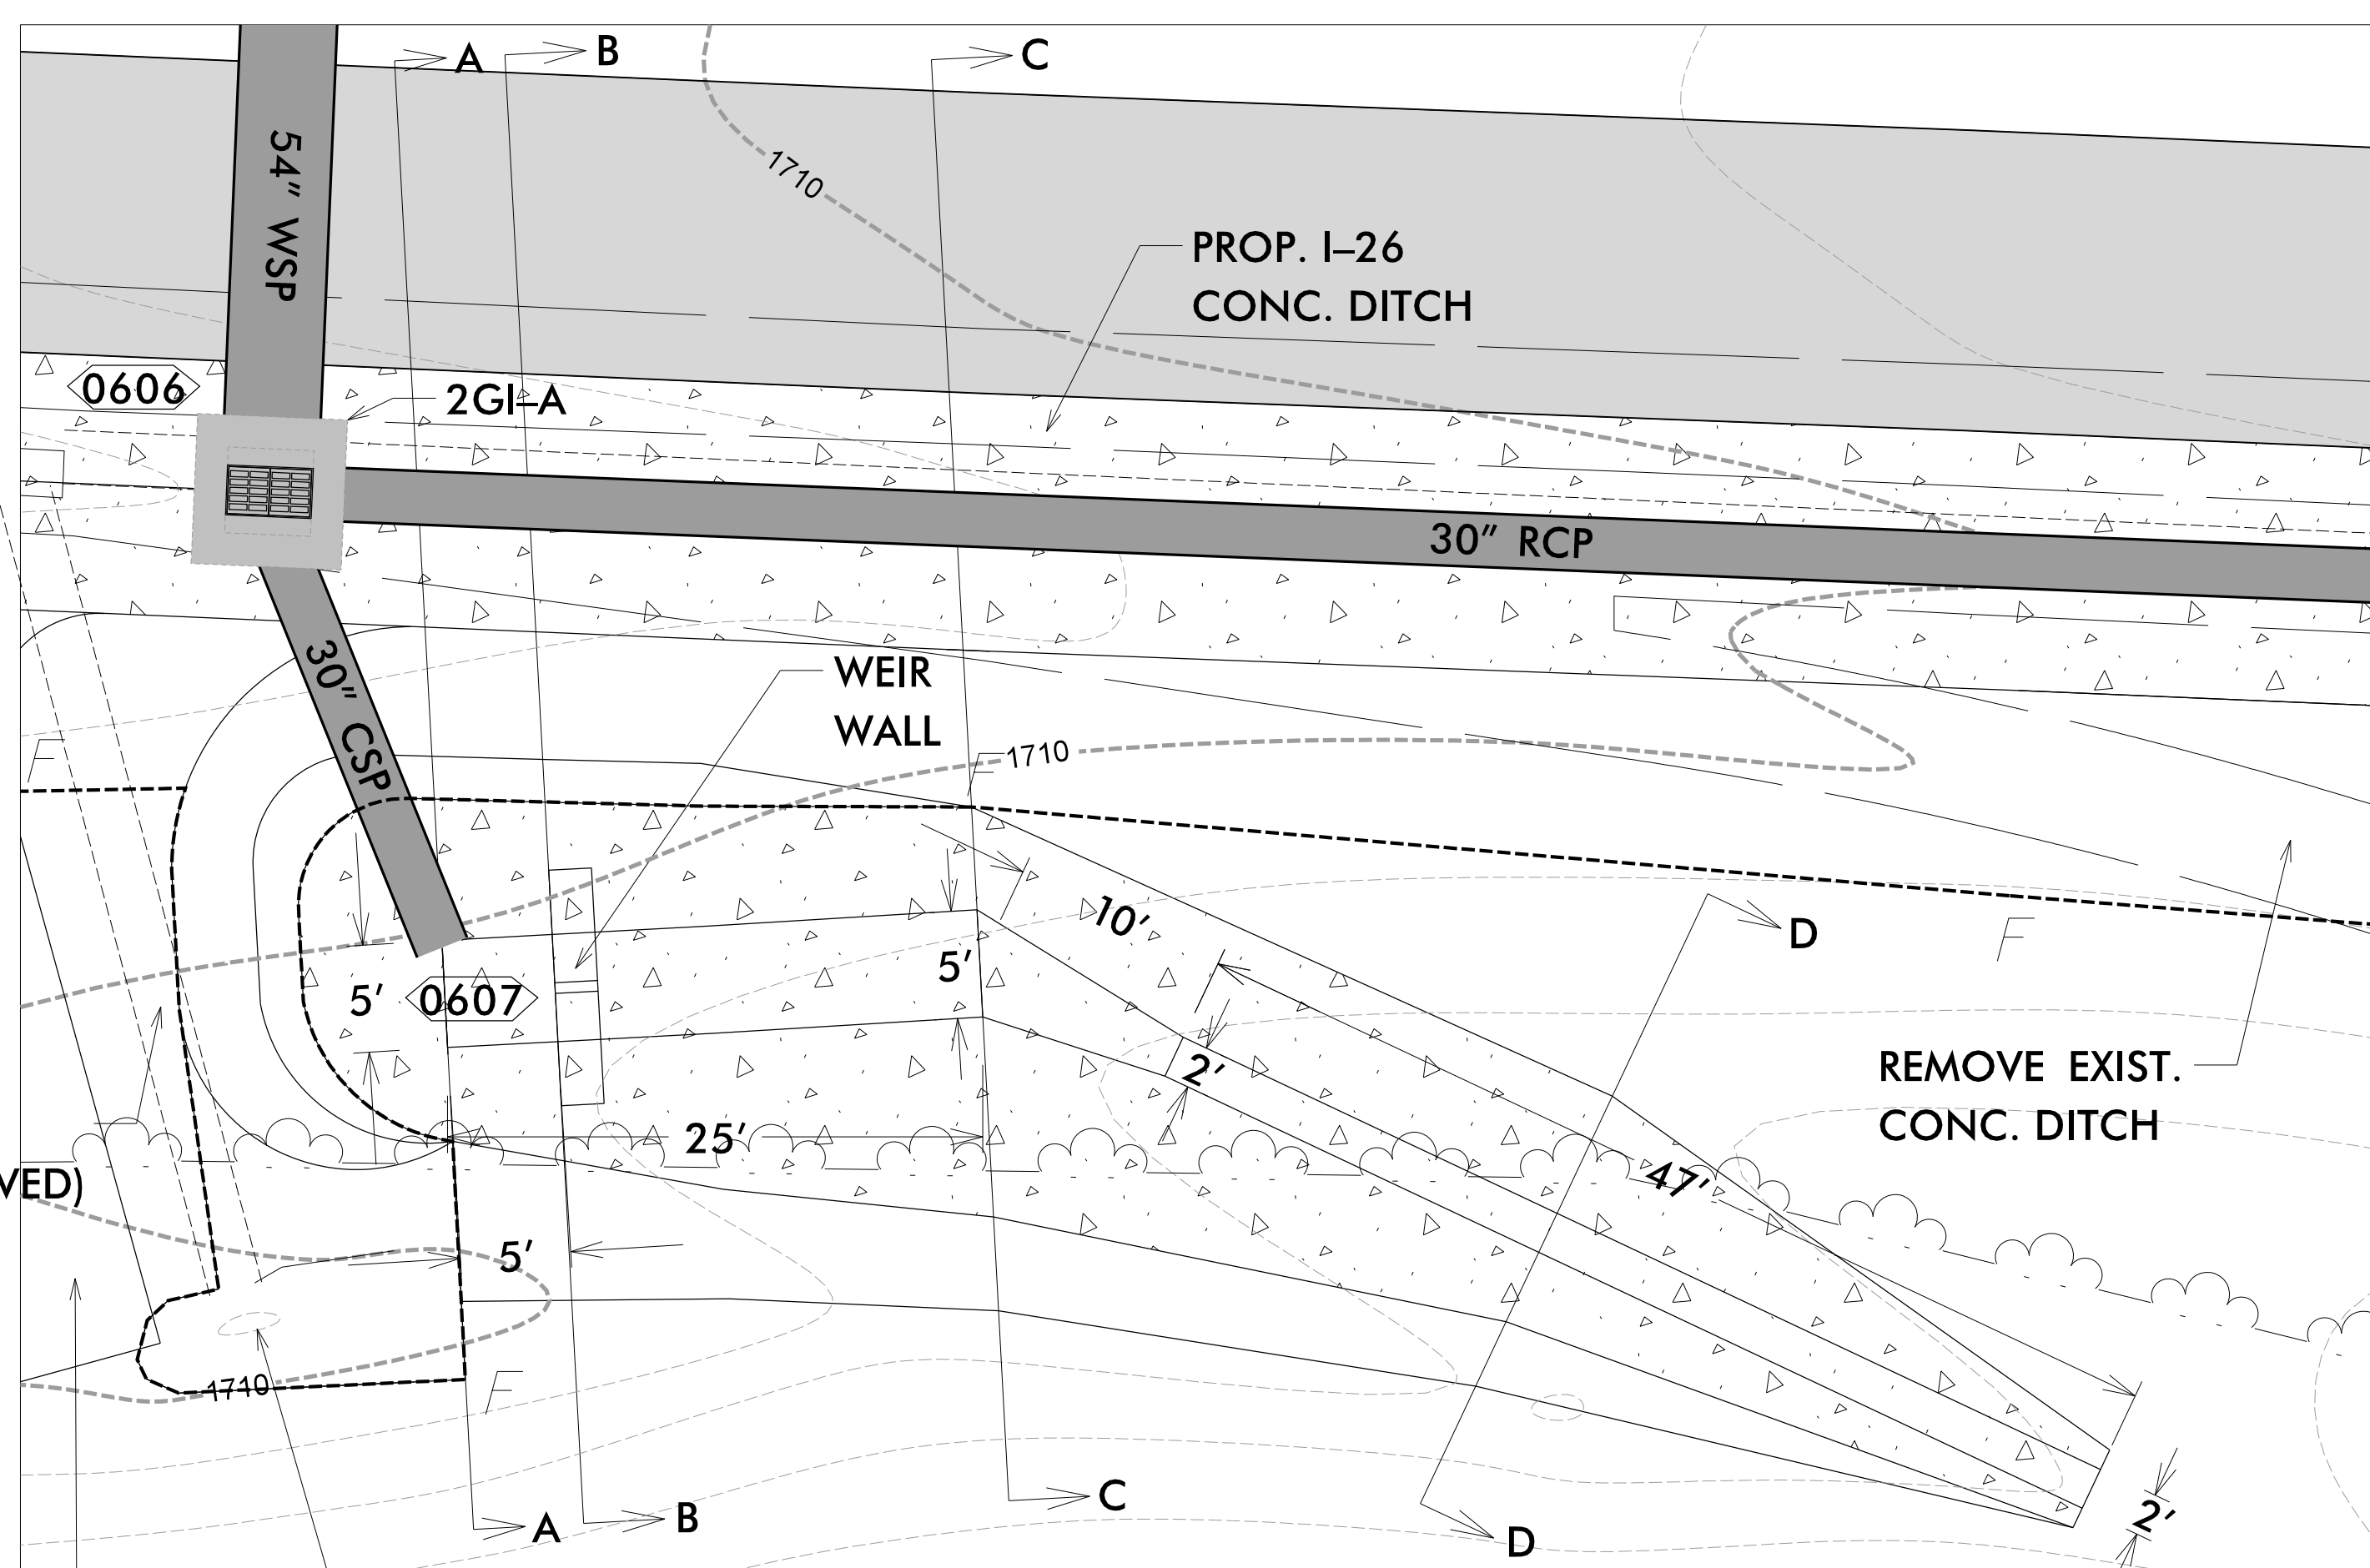 A
B
C
54" WSP
1710
PROP. I–26
CONC. DITCH
0606
2GI–A
30" RCP
WEIR
WALL
30" CSP
1710
F
10'
5'
D
F
5'
0607
2'
REMOVE EXIST.
CONC. DITCH
25'
47'
VED)
5'
1710
F
A
B
C
D
2'